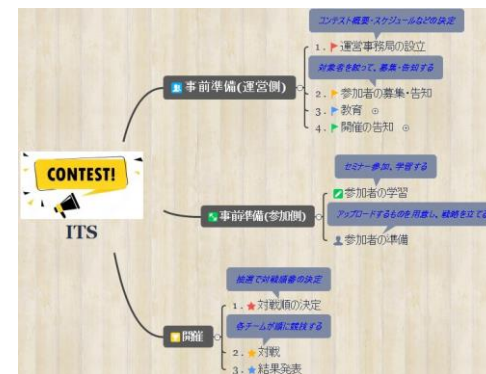 コンテスト概要・スケジュールなどの決定
1. 運営事務局の設立
対象者を絞って、募集・告知する
事前準備(運営側)
2. 参加者の募集・告知
3. 教育
4. 開催の告知
CONTEST!
ITS
セミナー参加、学習する
参加者の学習
事前準備(参加側)
アップロードするものを用意し、戦略を立てる
参加者の準備
抽選で対戦順番の決定
1. 対戦順の決定
各チームが順に競技する
開催
2. 対戦
3. 結果発表